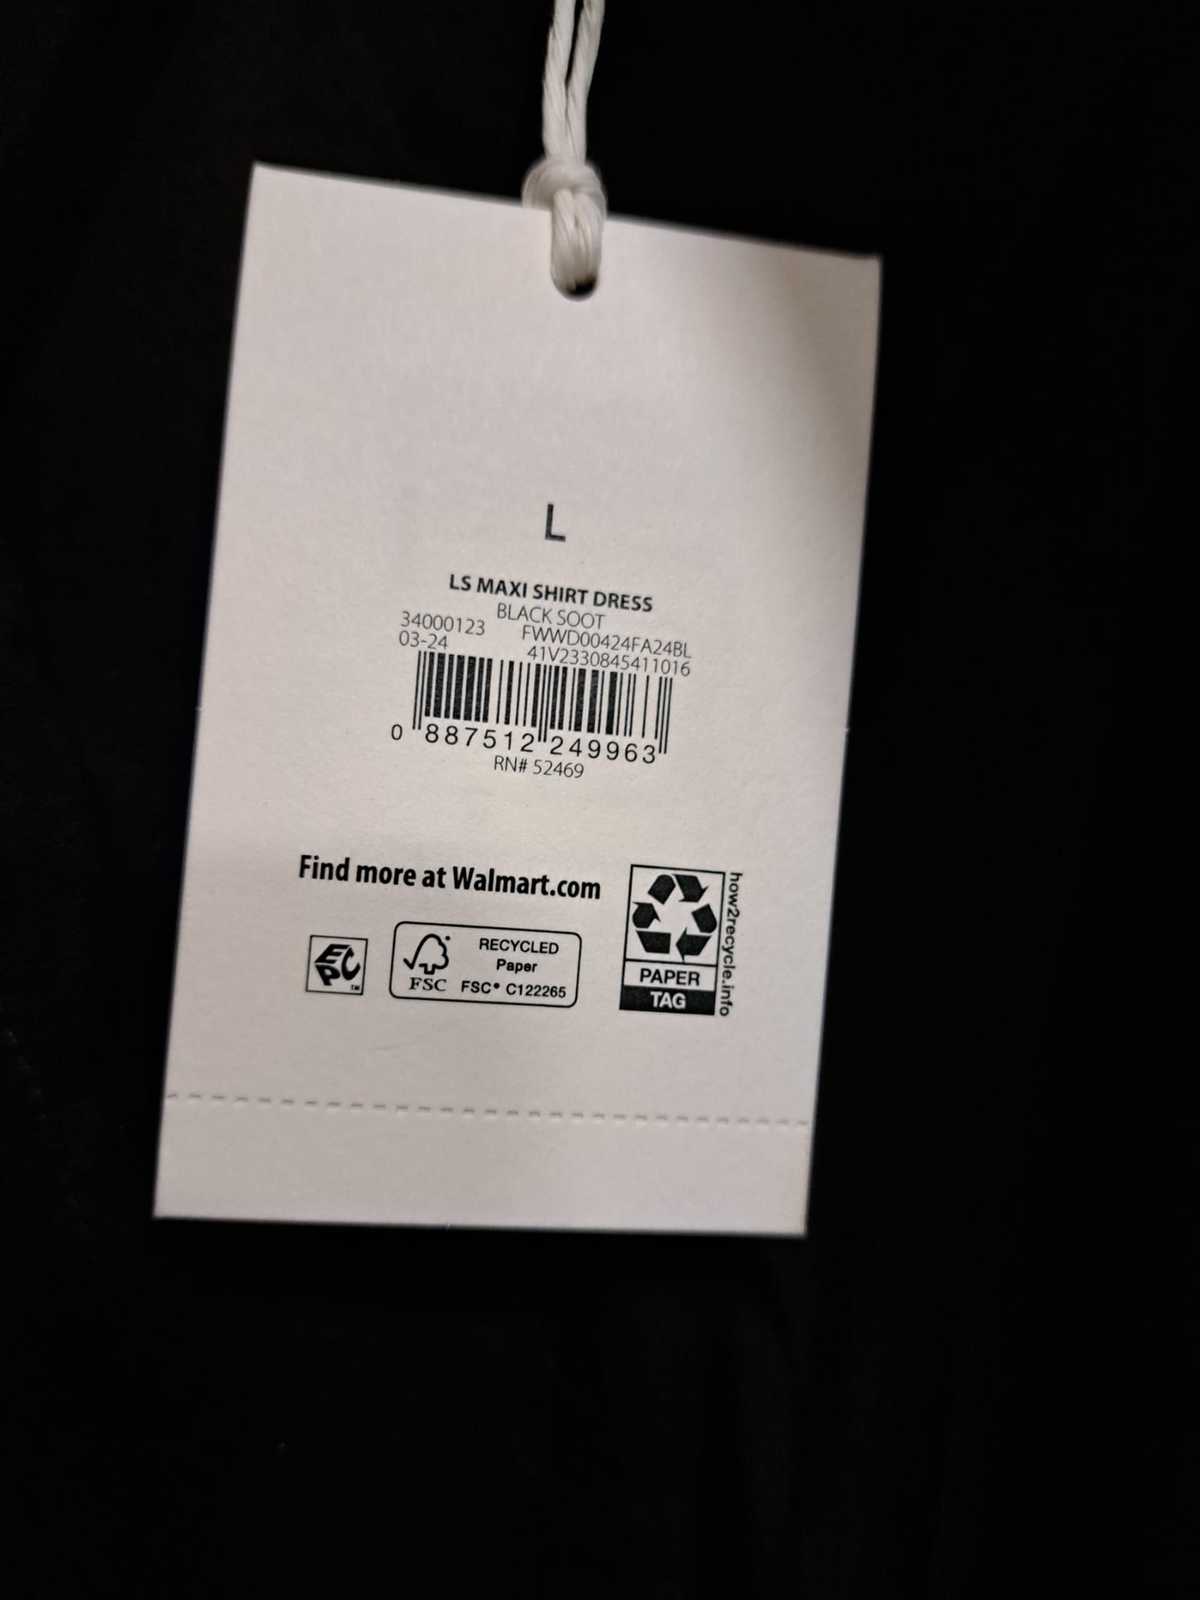 L
LS MAXI SHIRT DRESS
BLACK SOOT
34000123 FWWD00424FA24BL
03-24 41V2330845411016
0 887512 249963
RN# 52469
Find more at Walmart.com
EPC™
FSC
RECYCLED
Paper
FSC® C122265
PAPER
TAG
how2recycle.info